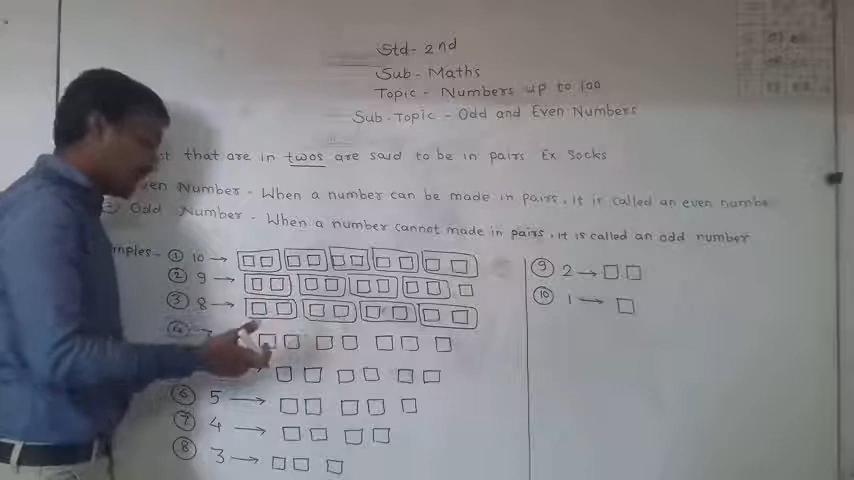 Std- 2nd
Sub- Maths
Topic - Numbers up to 100
Sub-Topic - Odd and Even Numbers
that are in twos are said to be in pairs Ex Socks
Number - When a number can be made in pairs, it is called an even numbe
② Odd Number - When a number cannot made in pairs, it is called an odd number
① 10 →
② 9 →
③ 8 →
④
⑥ 5 →
⑦ 4 →
⑧ 3 →
⑨ 2 →
⑩ 1 →